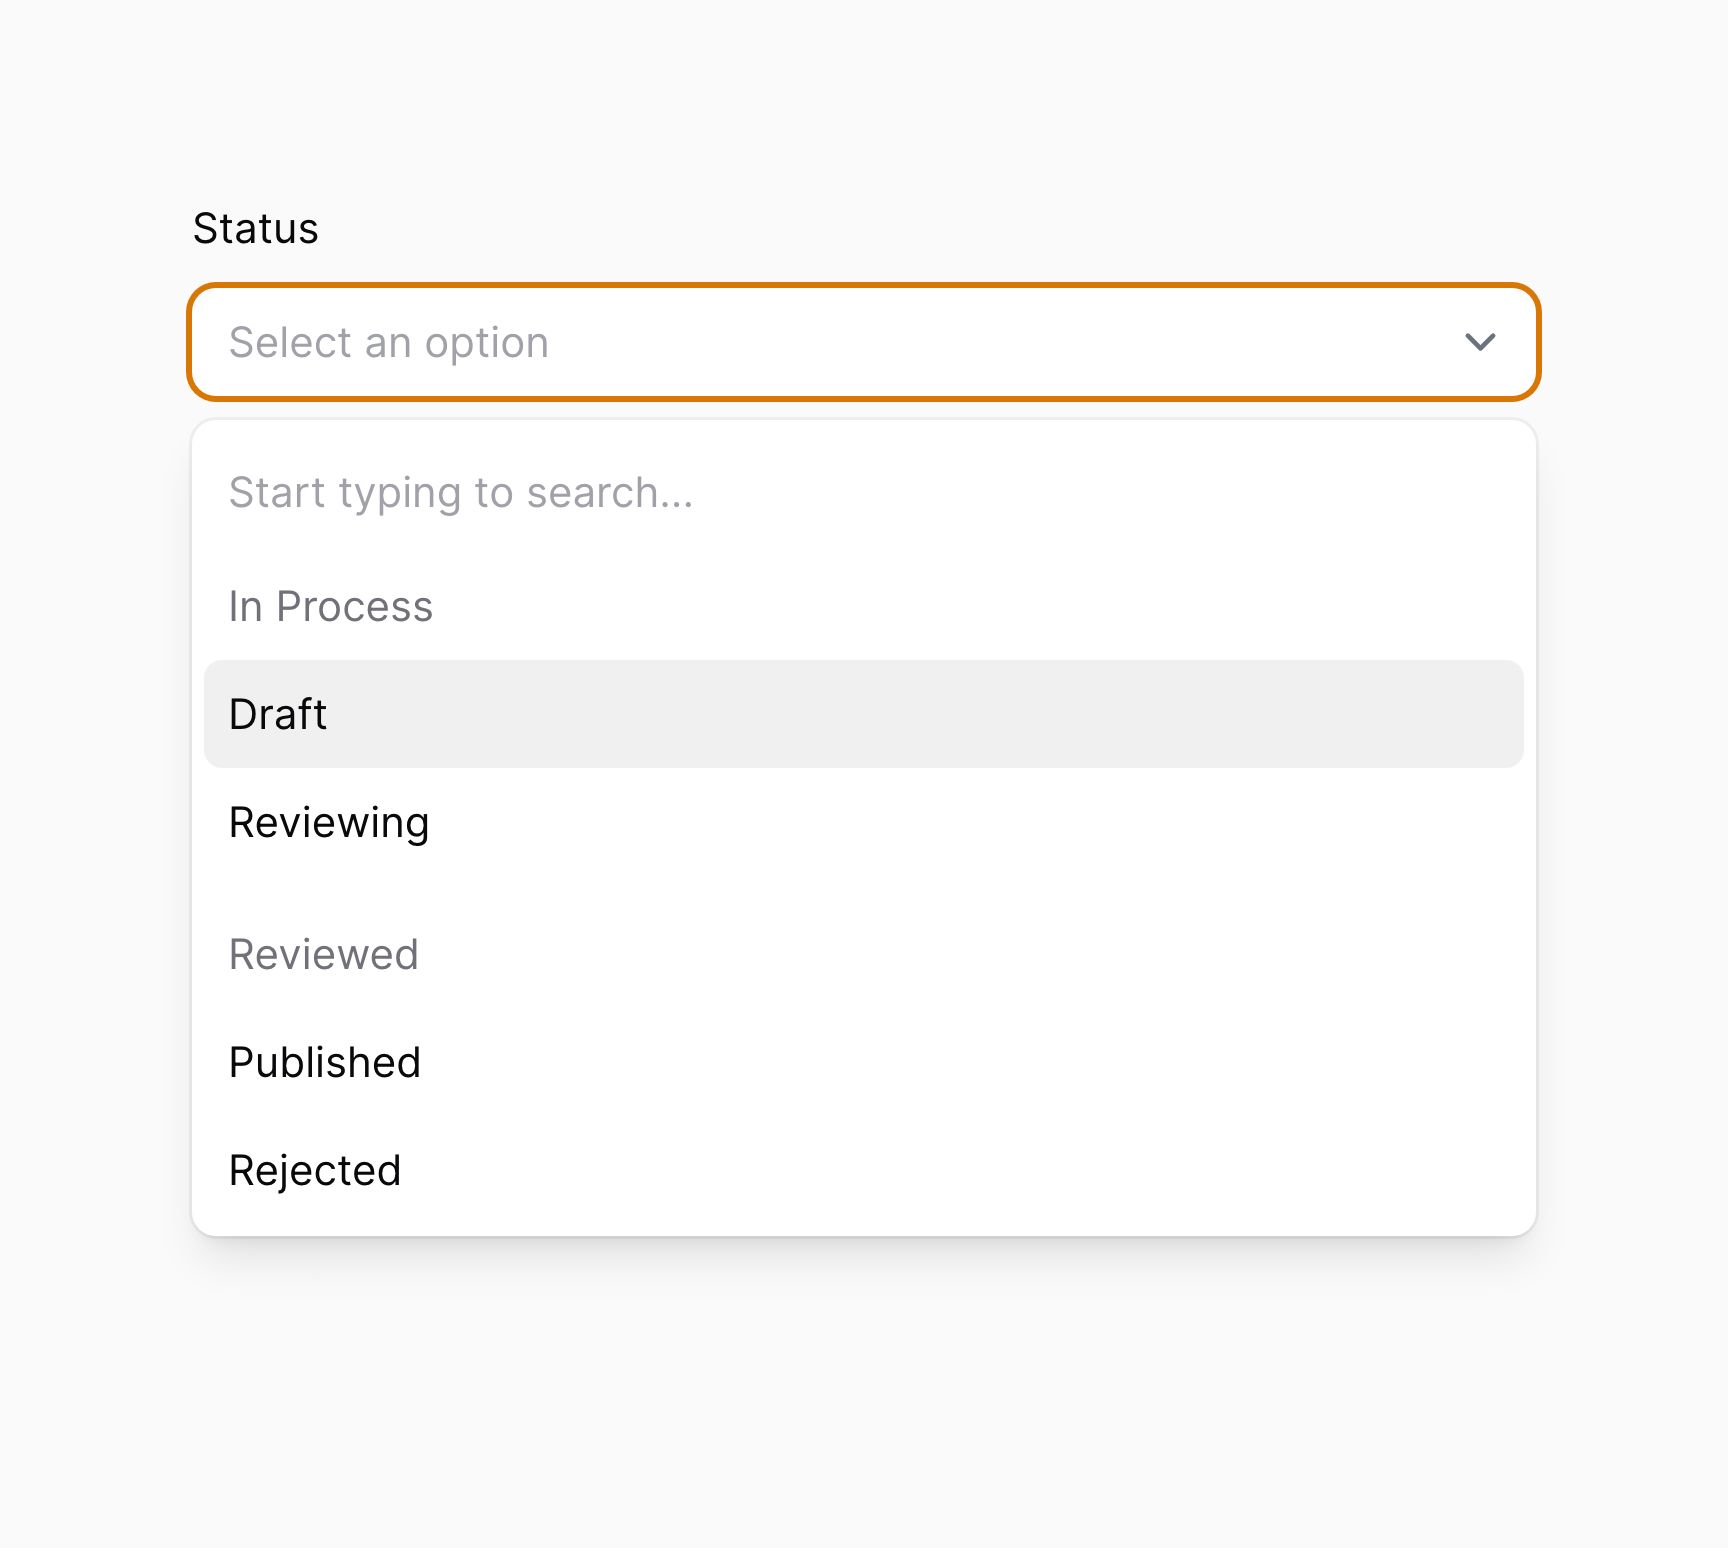 Status
Select an option
Start typing to search...
In Process
Draft
Reviewing
Reviewed
Published
Rejected